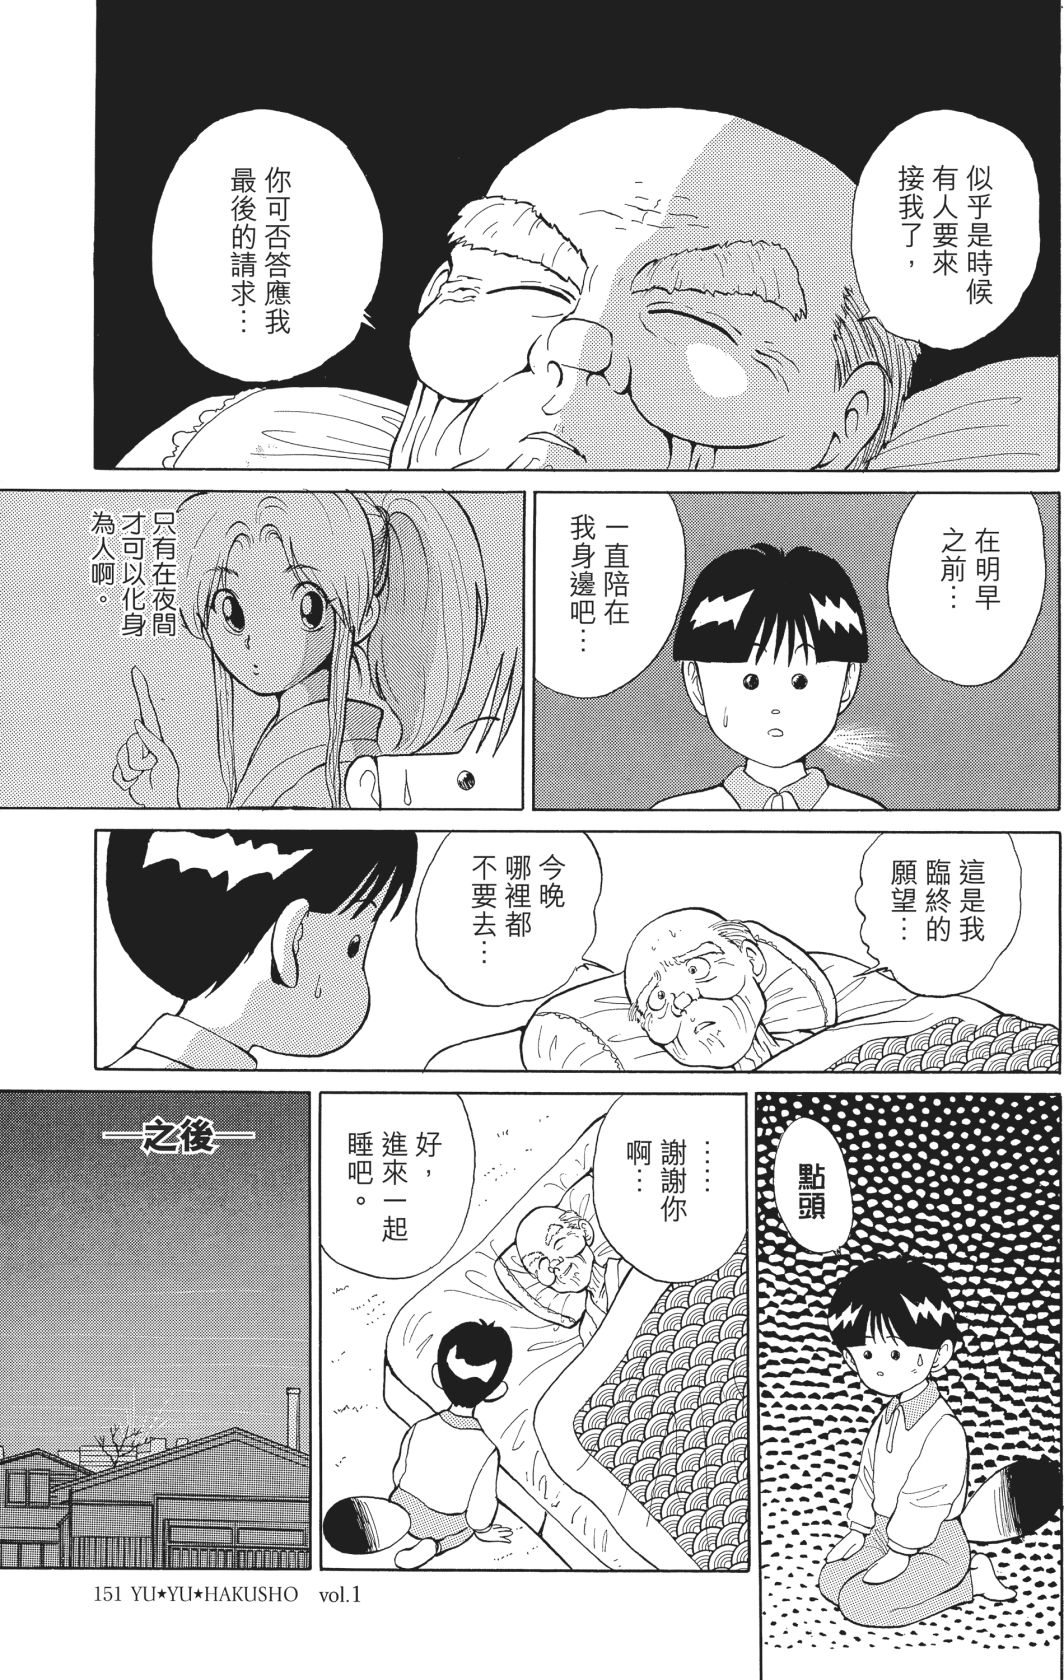 似乎是時候
有人要來
接我了，
你可否答應我
最後的請求…
在明早
之前…
一直陪在
我身邊吧…
只有在夜間
才可以化身
為人啊。
這是我
臨終的
願望…
今晚
哪裡都
不要去…
點頭
……
謝謝你
啊…
好，
進來一起
睡吧。
──之後──
151 YU★YU★HAKUSHO vol.1